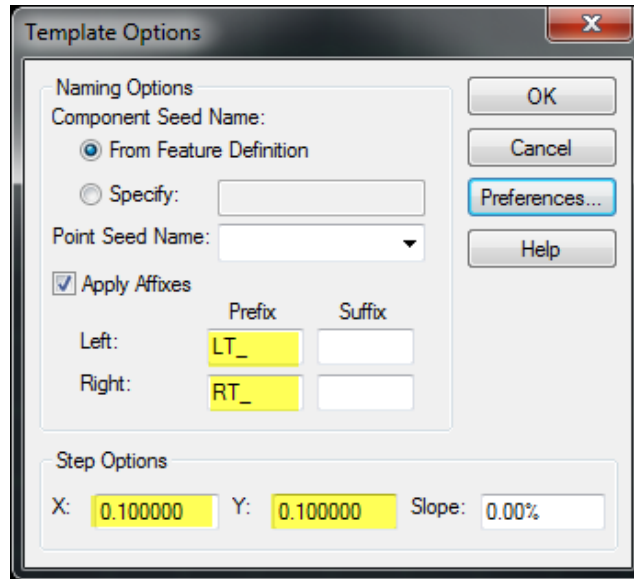 Template Options
x
Naming Options
Component Seed Name:
From Feature Definition
Specify:
Point Seed Name:
Apply Affixes
Prefix Suffix
Left: LT_
Right: RT_
OK
Cancel
Preferences...
Help
Step Options
X: 0.100000 Y: 0.100000 Slope: 0.00%